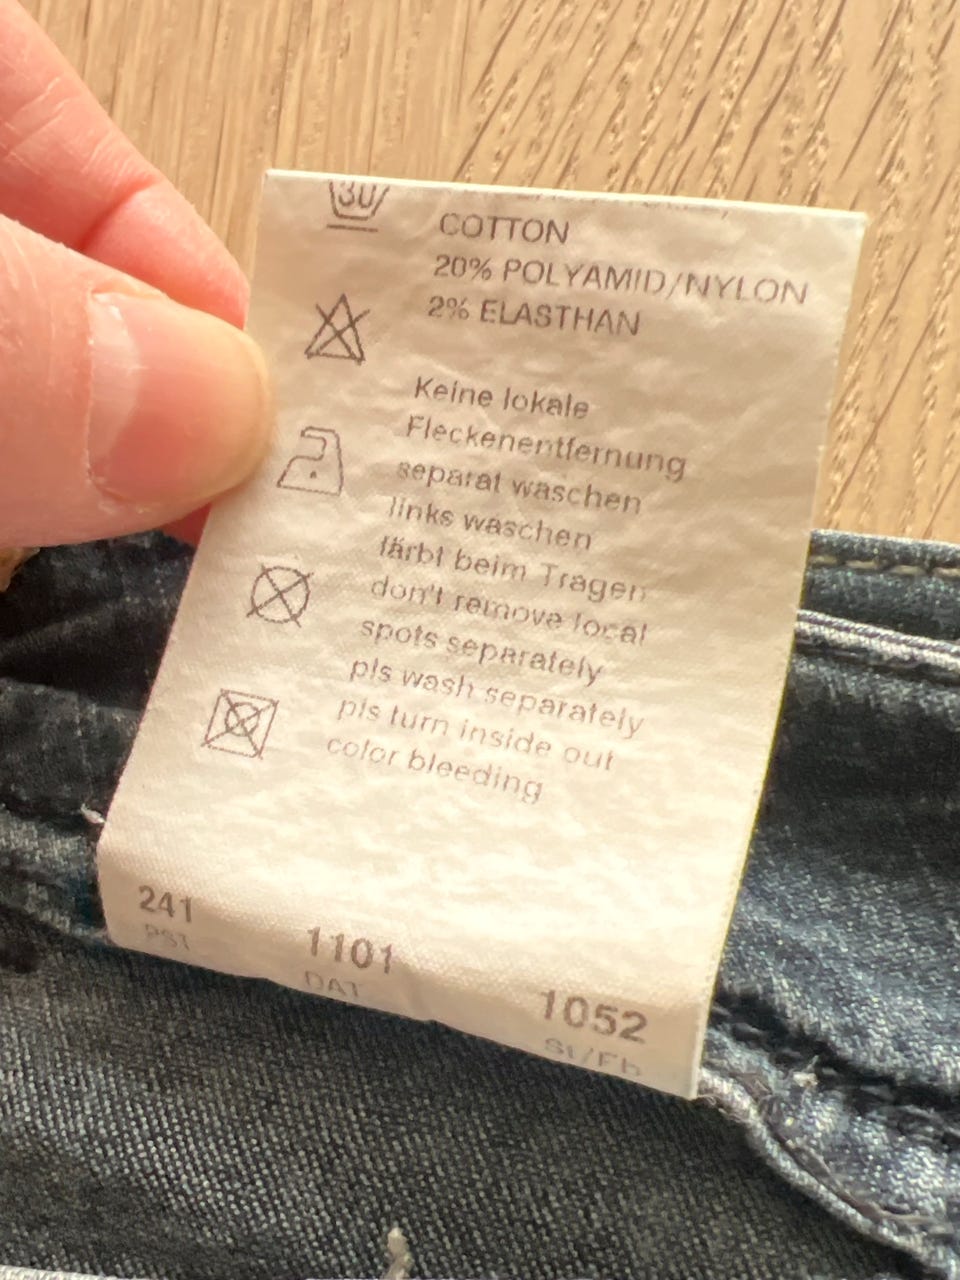 30
COTTON
20% POLYAMID/NYLON
2% ELASTHAN
Keine lokale
Fleckenentfernung
separat waschen
links waschen
färbt beim Tragen
don't remove local
spots separately
pls wash separately
pls turn inside out
color bleeding
241
PST
1101
DAT
1052
St/Fb